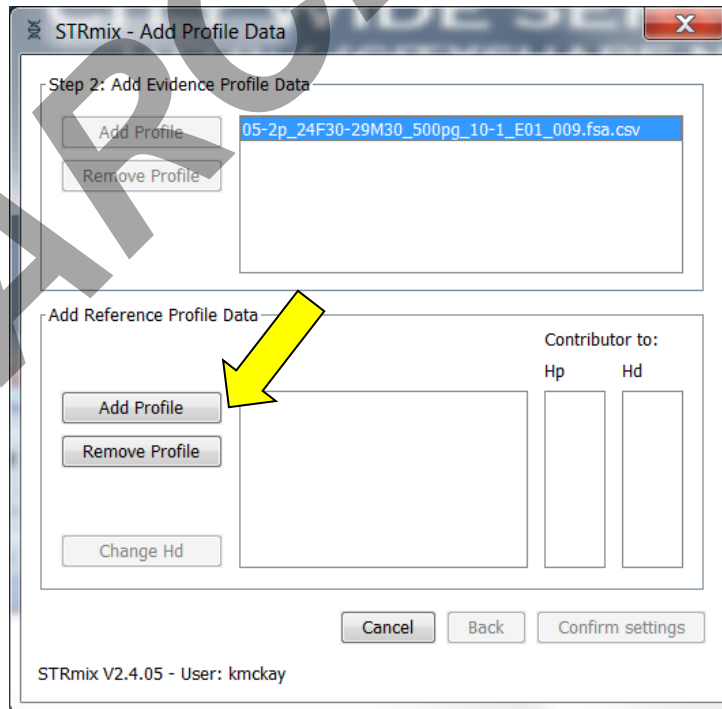 STRmix - Add Profile Data
Step 2: Add Evidence Profile Data
Add Profile
05-2p_24F30-29M30_500pg_10-1_E01_009.fsa.csv
Remove Profile
Add Reference Profile Data
Contributor to:
Hp Hd
Add Profile
Remove Profile
Change Hd
Cancel Back Confirm settings
STRmix V2.4.05 - User: kmckay